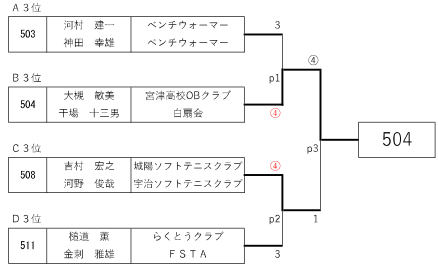 A３位
503 河村 建一 ベンチウォーマー
神田 幸雄 ベンチウォーマー
3
p1
④
B３位
504 大槻 敏美 宮津高校OBクラブ
干場 十三男 白扇会
④
p3
504
C３位
508 吉村 宏之 城陽ソフトテニスクラブ
河野 俊哉 宇治ソフトテニスクラブ
④
p2
1
D３位
511 槌道 薫 らくとうクラブ
金刺 雅雄 ＦＳＴＡ
3